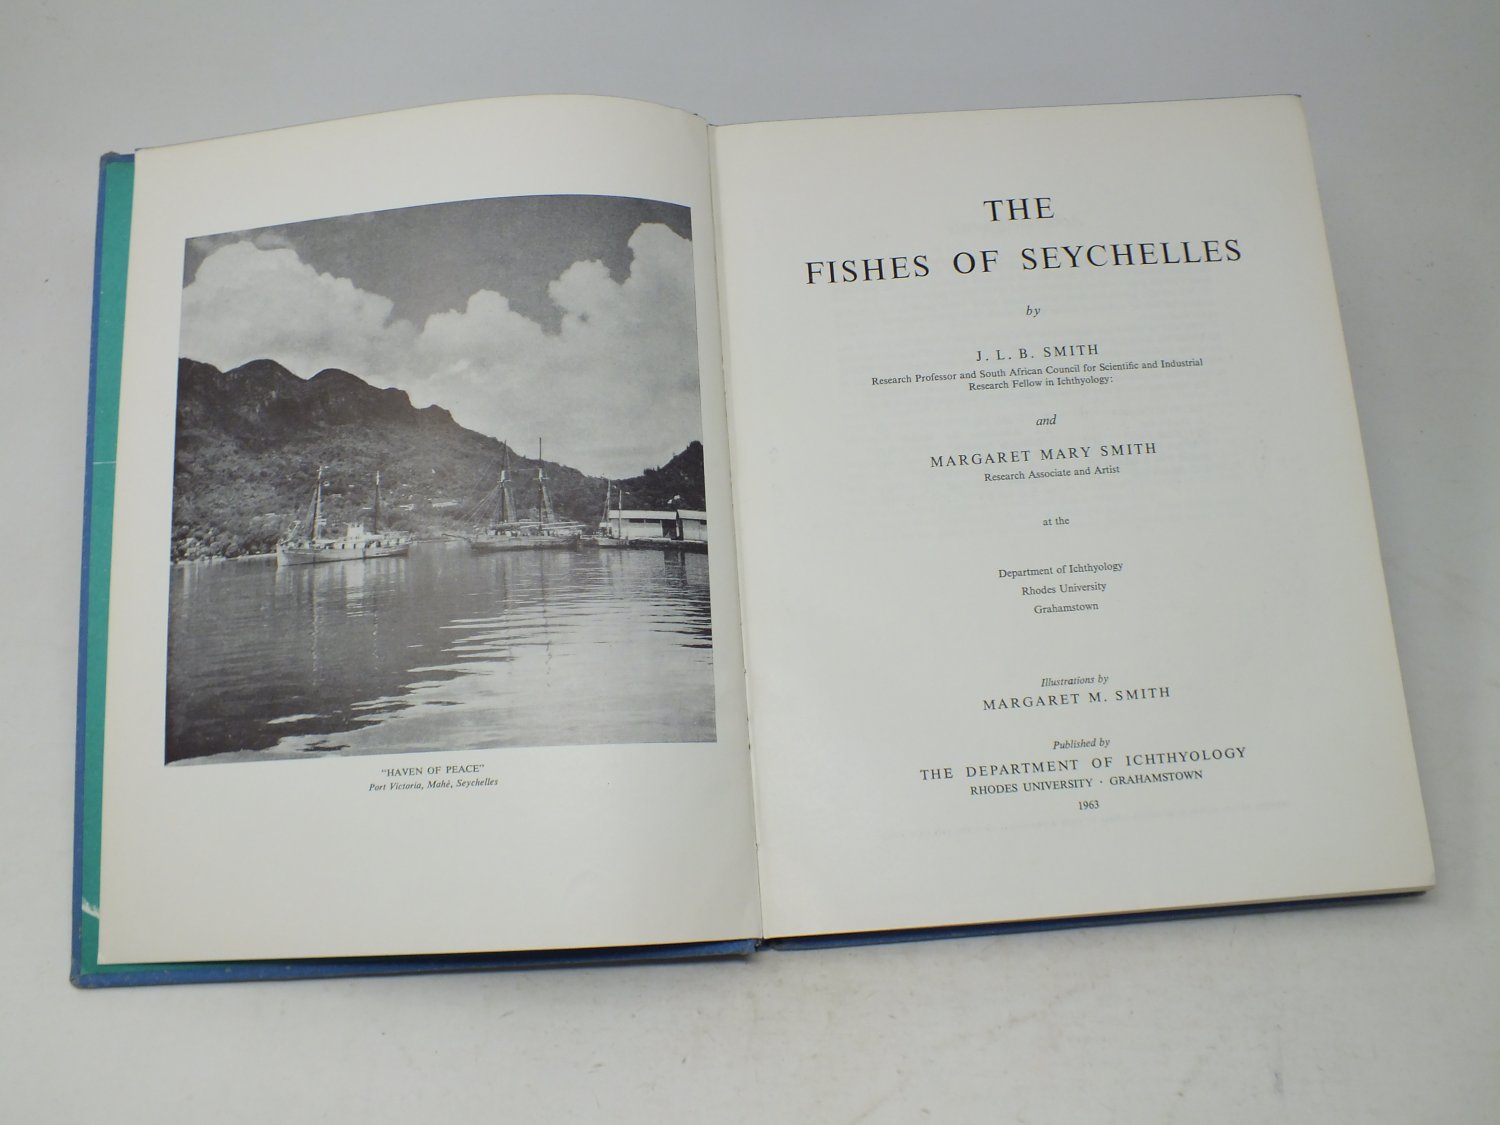 "HAVEN OF PEACE"
Port Victoria, Mahé, Seychelles
THE
FISHES OF SEYCHELLES
by
J. L. B. SMITH
Research Professor and South African Council for Scientific and Industrial
Research Fellow in Ichthyology:
and
MARGARET MARY SMITH
Research Associate and Artist
at the
Department of Ichthyology
Rhodes University
Grahamstown
Illustrations by
MARGARET M. SMITH
Published by
THE DEPARTMENT OF ICHTHYOLOGY
RHODES UNIVERSITY · GRAHAMSTOWN
1963